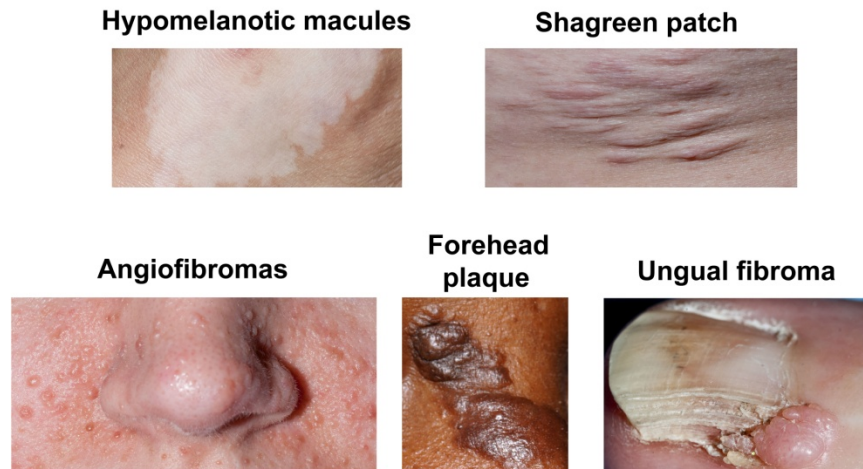 Hypomelanotic macules
Shagreen patch
Angiofibromas
Forehead
plaque
Ungual fibroma